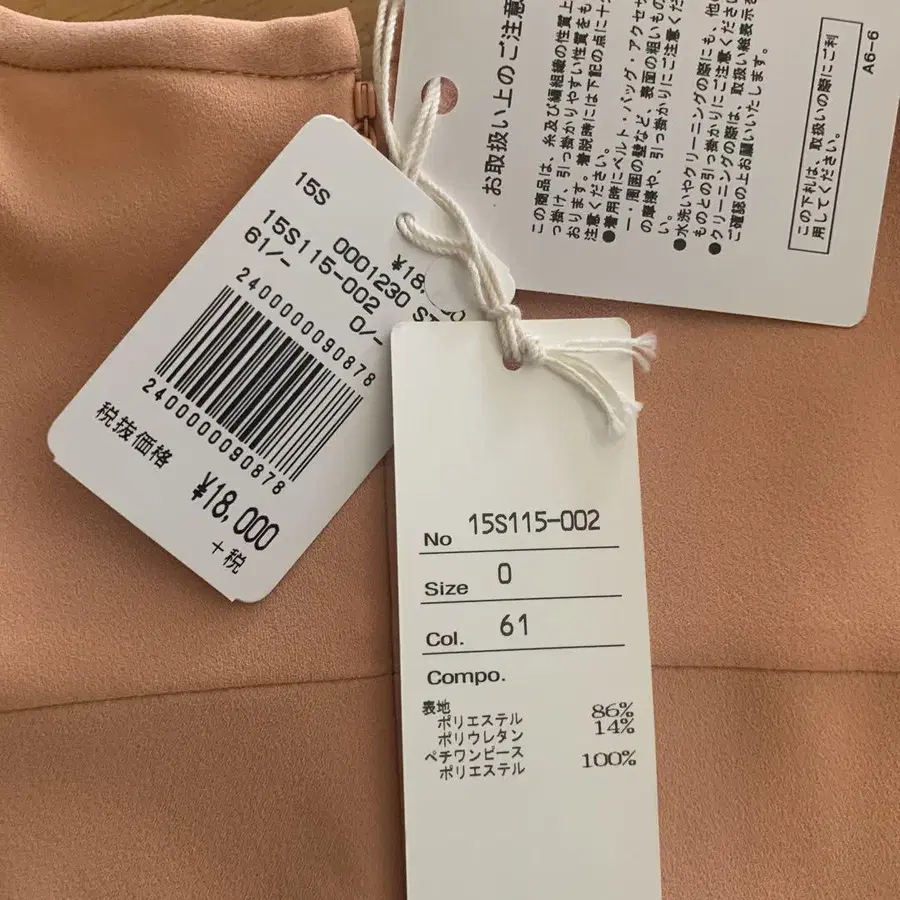 15S
0001230
15S115-002
61/-
0/-
2400000090878
2400000090878
税抜価格
¥18,000
+税
No 15S115-002
Size 0
Col. 61
Compo.
表地
ポリエステル 86%
ポリウレタン 14%
ペチワンピース
ポリエステル 100%
お取扱い上のご注意
この商品は、糸及び編組織の性質上
っ掛け、引っ掛かりやすい性質をも
おります。着脱時には下記の点に十
注意ください。
●着用時にベルト・バッグ・アクセサ
ー・周囲の壁など、表面の粗いもの
の摩擦や、引っ掛かりにご注意くだ
い。
●水洗いやクリーニングの際にも、他
ものとの引っ掛かりにご注意ください
●クリーニングの際は、取扱い絵表示を
ご確認の上お願いいたします。
この下札は、取扱いの際にご利
用してください。
A6-6